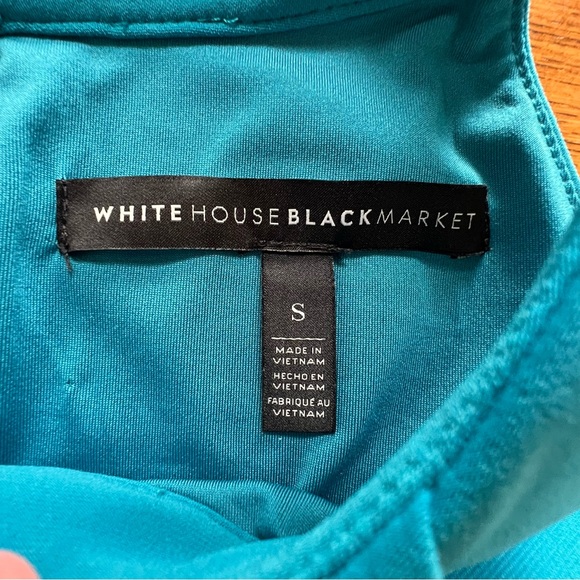 WHITE HOUSE BLACK MARKET
S
MADE IN
VIETNAM
HECHO EN
VIETNAM
FABRIQUÉ AU
VIETNAM